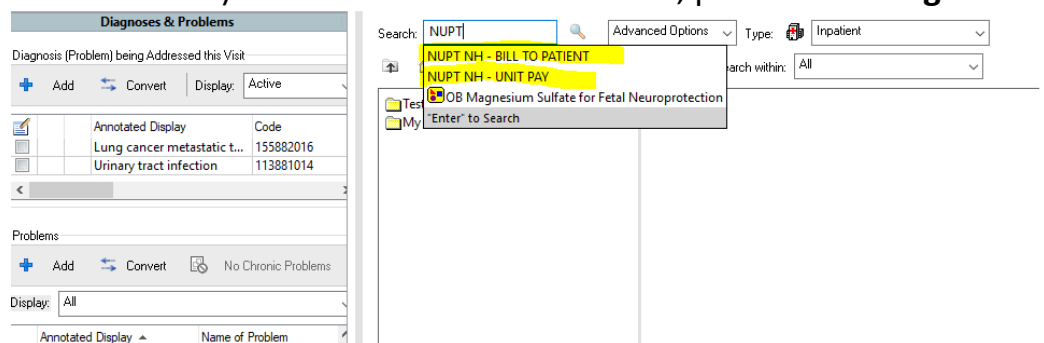 Diagnoses & Problems
Diagnosis (Problem) being Addressed this Visit
Add Convert Display: Active
Annotated Display Code
Lung cancer metastatic t... 155882016
Urinary tract infection 113881014
Problems
Add Convert No Chronic Problems
Display: All
Annotated Display Name of Problem
Search: NUPT Advanced Options Type: Inpatient
NUPT NH - BILL TO PATIENT
NUPT NH - UNIT PAY
OB Magnesium Sulfate for Fetal Neuroprotection
"Enter" to Search
within: All
My